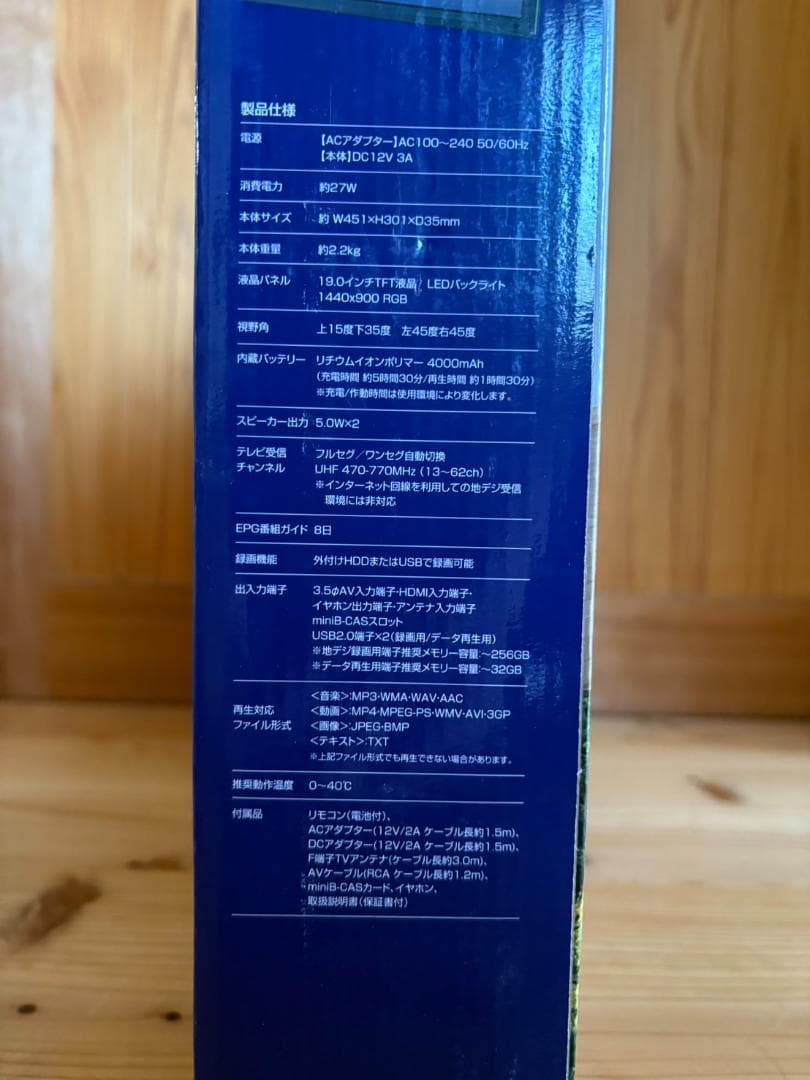 製品仕様
電源 【ACアダプター】AC100～240 50/60Hz
【本体】DC12V 3A
消費電力 約27W
本体サイズ 約 W451×H301×D35mm
本体重量 約2.2kg
液晶パネル 19.0インチTFT液晶／LEDバックライト
1440x900 RGB
視野角 上15度下35度 左45度右45度
内蔵バッテリー リチウムイオンポリマー 4000mAh
（充電時間 約5時間30分/再生時間 約1時間30分）
※充電/作動時間は使用環境により変化します。
スピーカー出力 5.0W×2
テレビ受信 フルセグ／ワンセグ自動切換
チャンネル UHF 470-770MHz（13～62ch）
※インターネット回線を利用しての地デジ受信
環境には非対応
EPG番組ガイド 8日
録画機能 外付けHDDまたはUSBで録画可能
出入力端子 3.5φAV入力端子・HDMI入力端子・
イヤホン出力端子・アンテナ入力端子
miniB-CASスロット
USB2.0端子×2（録画用/データ再生用）
※地デジ録画用端子推奨メモリー容量：～256GB
※データ再生用端子推奨メモリー容量：～32GB
＜音楽＞：MP3・WMA・WAV・AAC
再生対応 ＜動画＞：MP4・MPEG-PS・WMV・AVI・3GP
ファイル形式 ＜画像＞：JPEG・BMP
＜テキスト＞：TXT
※上記ファイル形式でも再生できない場合があります。
推奨動作温度 0～40℃
付属品 リモコン（電池付）、
ACアダプター（12V/2A ケーブル長約1.5m）、
DCアダプター（12V/2A ケーブル長約1.5m）、
F端子TVアンテナ（ケーブル長約3.0m）、
AVケーブル（RCA ケーブル長約1.2m）、
miniB-CASカード、イヤホン、
取扱説明書（保証書付）